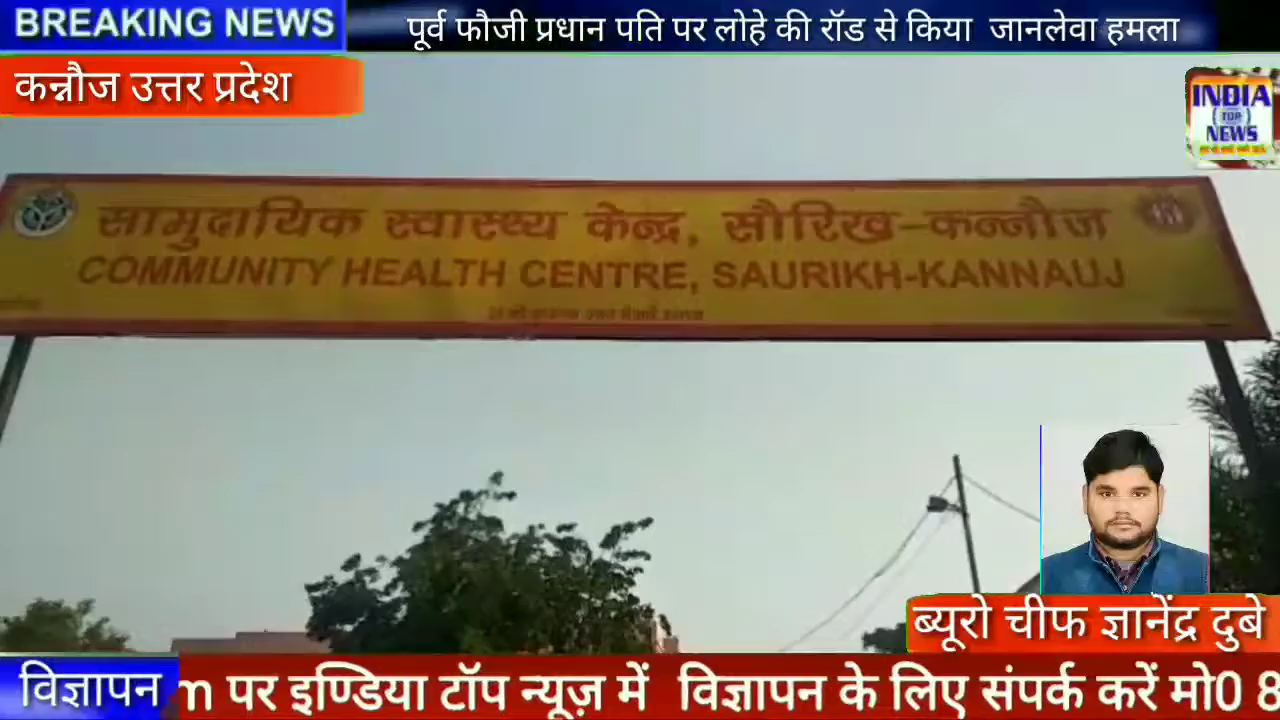 BREAKING NEWS
पूर्व फौजी प्रधान पति पर लोहे की रॉड से किया जानलेवा हमला
कन्नौज उत्तर प्रदेश
INDIA
TOP
NEWS
सामुदायिक स्वास्थ्य केन्द्र, सौरिख-कन्नौज
COMMUNITY HEALTH CENTRE, SAURIKH-KANNAUJ
ब्यूरो चीफ ज्ञानेंद्र दुबे
विज्ञापन
m पर इण्डिया टॉप न्यूज़ में विज्ञापन के लिए संपर्क करें मो0 8